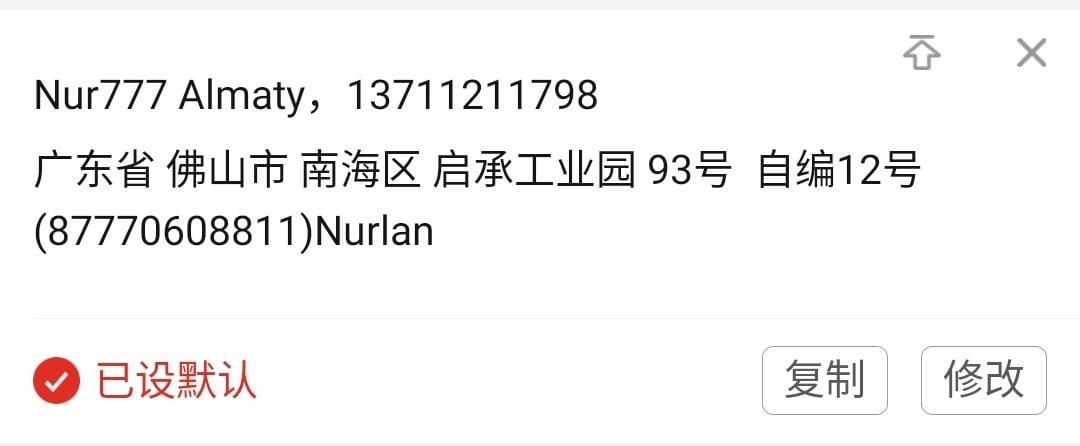 Nur777 Almaty，13711211798
广东省 佛山市 南海区 启承工业园 93号 自编12号
(87770608811)Nurlan
已设默认
复制
修改